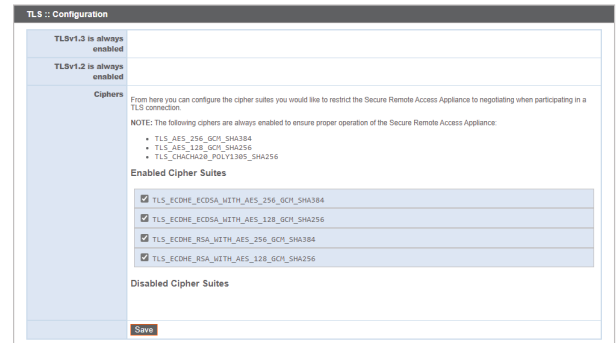 TLS :: Configuration
TLSv1.3 is always
enabled
TLSv1.2 is always
enabled
Ciphers
From here you can configure the cipher suites you would like to restrict the Secure Remote Access Appliance to negotiating when participating in a
TLS connection.
NOTE: The following ciphers are always enabled to ensure proper operation of the Secure Remote Access Appliance:
• TLS_AES_256_GCM_SHA384
• TLS_AES_128_GCM_SHA256
• TLS_CHACHA20_POLY1305_SHA256
Enabled Cipher Suites
TLS_ECDHE_ECDSA_WITH_AES_256_GCM_SHA384
TLS_ECDHE_ECDSA_WITH_AES_128_GCM_SHA256
TLS_ECDHE_RSA_WITH_AES_256_GCM_SHA384
TLS_ECDHE_RSA_WITH_AES_128_GCM_SHA256
Disabled Cipher Suites
Save